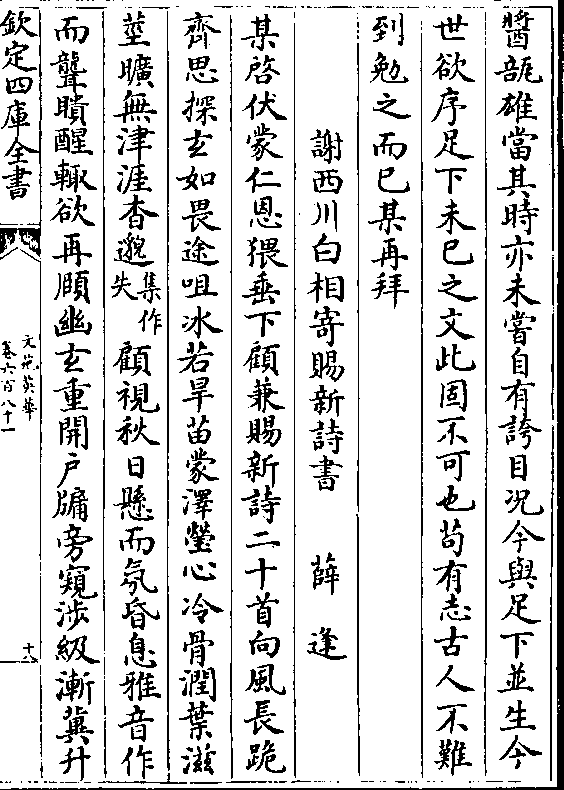 醬瓿雄當其時亦未嘗自有誇目况今與足下並生今
世欲序足下未已之文此固不可也苟有志古人不難
到勉之而已某再拜
謝西川白相寄賜新詩書　薛逢
某啓伏蒙仁恩猥垂下顧兼賜新詩二十首向風長跪
齊思探玄如畏途咀冰若旱苗蒙澤瑩心冷骨潤葉滋
莖曠無津涯杳邈集作失顧視秋日懸而氛昏息雅音作
而聾瞶醒輙欲再頋幽玄重開戸牖旁窺涉級漸冀升
欽定四庫全書
文苑英華
卷六百八十一
十八